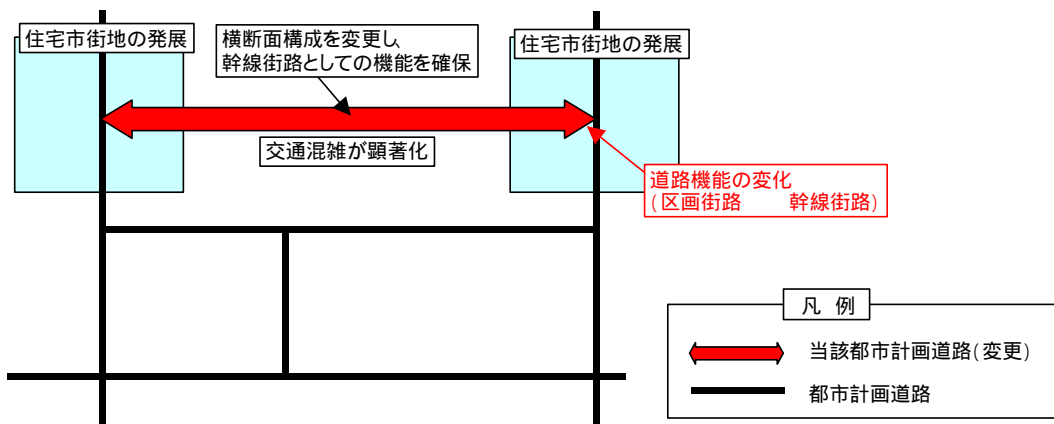 住宅市街地の発展
横断面構成を変更し、
幹線街路としての機能を確保
住宅市街地の発展
交通混雑が顕著化
道路機能の変化
(区画街路　　幹線街路)
凡 例
当該都市計画道路(変更)
都市計画道路